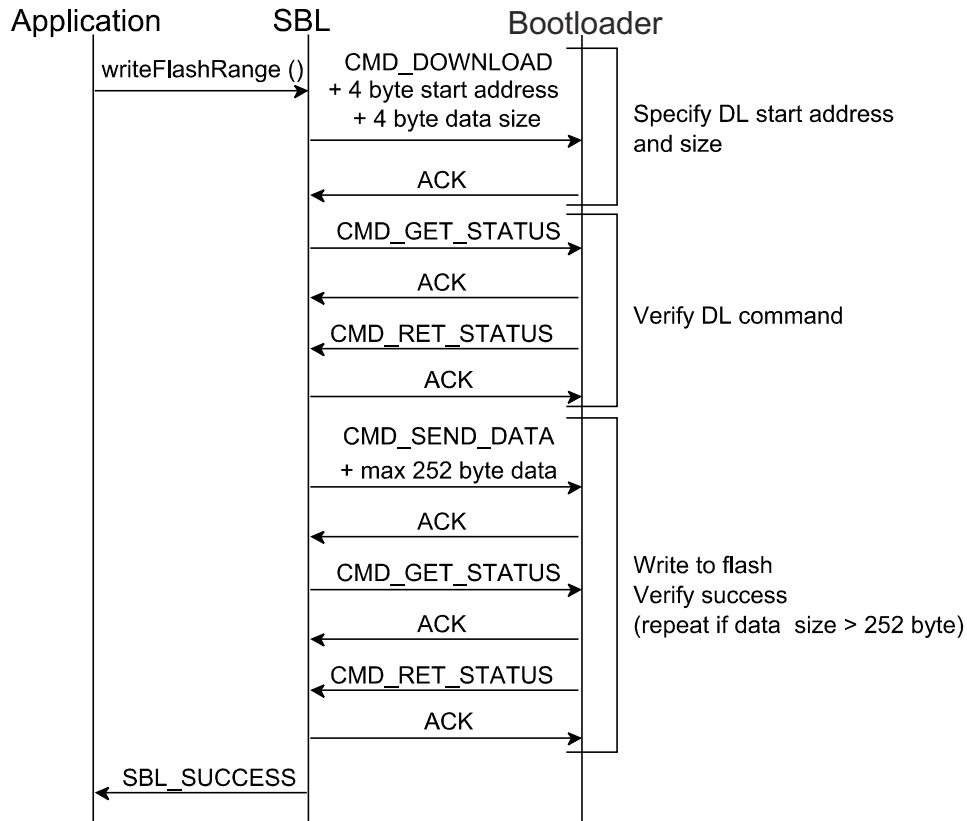 Application
SBL
Bootloader
writeFlashRange ()
CMD_DOWNLOAD
+ 4 byte start address
+ 4 byte data size
Specify DL start address
and size
ACK
CMD_GET_STATUS
ACK
Verify DL command
CMD_RET_STATUS
ACK
CMD_SEND_DATA
+ max 252 byte data
ACK
Write to flash
Verify success
(repeat if data size > 252 byte)
CMD_GET_STATUS
ACK
CMD_RET_STATUS
ACK
SBL_SUCCESS